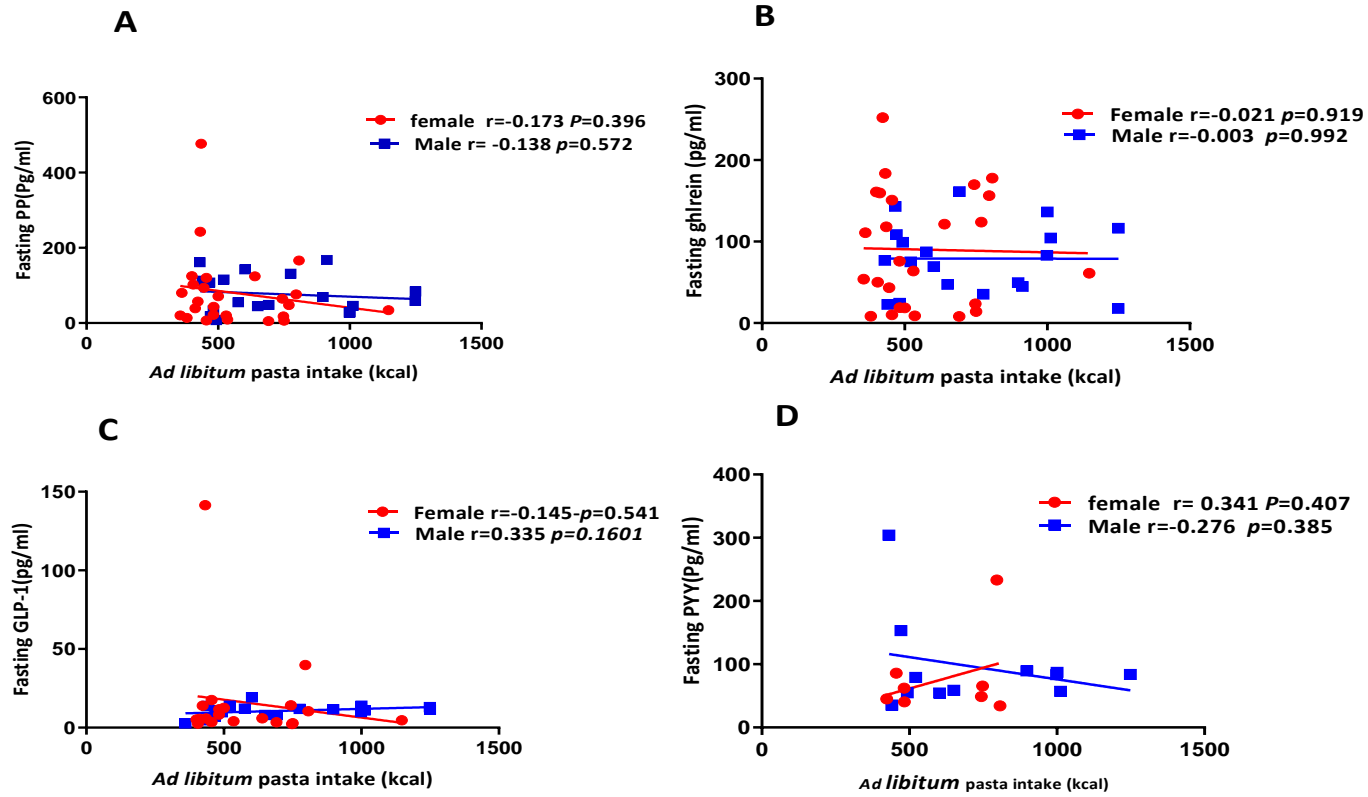 A
Fasting PP(Pg/ml)
600
400
200
0
0 500 1000 1500
Ad libitum pasta intake (kcal)
female r=-0.173 P=0.396
Male r= -0.138 p=0.572
B
Fasting ghlrein (pg/ml)
300
200
100
0
0 500 1000 1500
Ad libitum pasta intake (kcal)
Female r=-0.021 p=0.919
Male r=-0.003 p=0.992
C
Fasting GLP-1(pg/ml)
150
100
50
0
0 500 1000 1500
Ad libitum pasta intake (kcal)
Female r=-0.145-p=0.541
Male r=0.335 p=0.1601
D
Fasting PYY(Pg/ml)
400
300
200
100
0
0 500 1000 1500
Ad libitum pasta intake (kcal)
female r= 0.341 P=0.407
Male r=-0.276 p=0.385